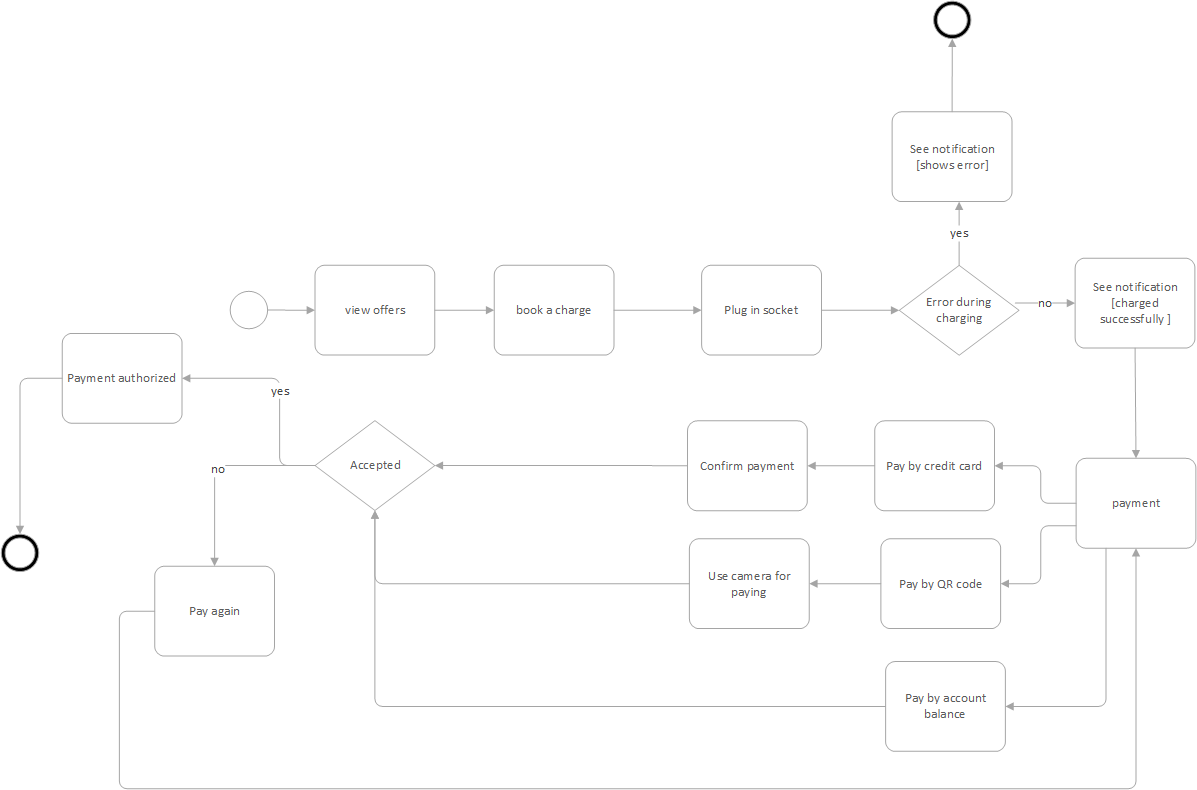 See notification
[shows error]
yes
view offers
book a charge
Plug in socket
Error during
charging
no
See notification
[charged
successfully ]
Payment authorized
yes
no
Accepted
Confirm payment
Pay by credit card
payment
Use camera for
paying
Pay by QR code
Pay again
Pay by account
balance